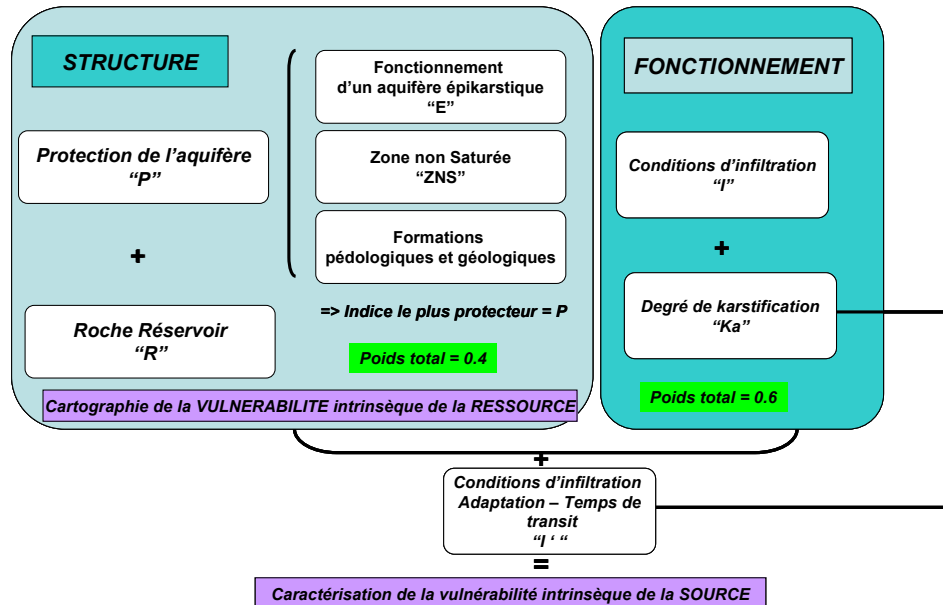 STRUCTURE
Protection de l'aquifère
“P”
+
Roche Réservoir
“R”
Fonctionnement
d'un aquifère épikarstique
“E”
Zone non Saturée
“ZNS”
Formations
pédologiques et géologiques
=> Indice le plus protecteur = P
Poids total = 0.4
Cartographie de la VULNERABILITE intrinsèque de la RESSOURCE
FONCTIONNEMENT
Conditions d'infiltration
“I”
+
Degré de karstification
“Ka”
Poids total = 0.6
+
Conditions d'infiltration
Adaptation – Temps de
transit
“I ‘ “
=
Caractérisation de la vulnérabilité intrinsèque de la SOURCE